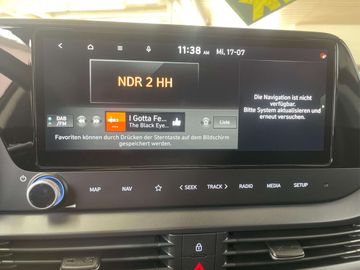 11:38 AM Mi, 17-07
NDR 2 HH
Die Navigation ist nicht
verfügbar.
Bitte System aktualisieren und
erneut versuchen.
DAB
/FM
I Gotta Fe...
The Black Eye...
Liste
Favoriten können durch Drücken der Sterntaste auf dem Bildschirm
gespeichert werden.
MAP NAV SEEK TRACK RADIO MEDIA SETUP